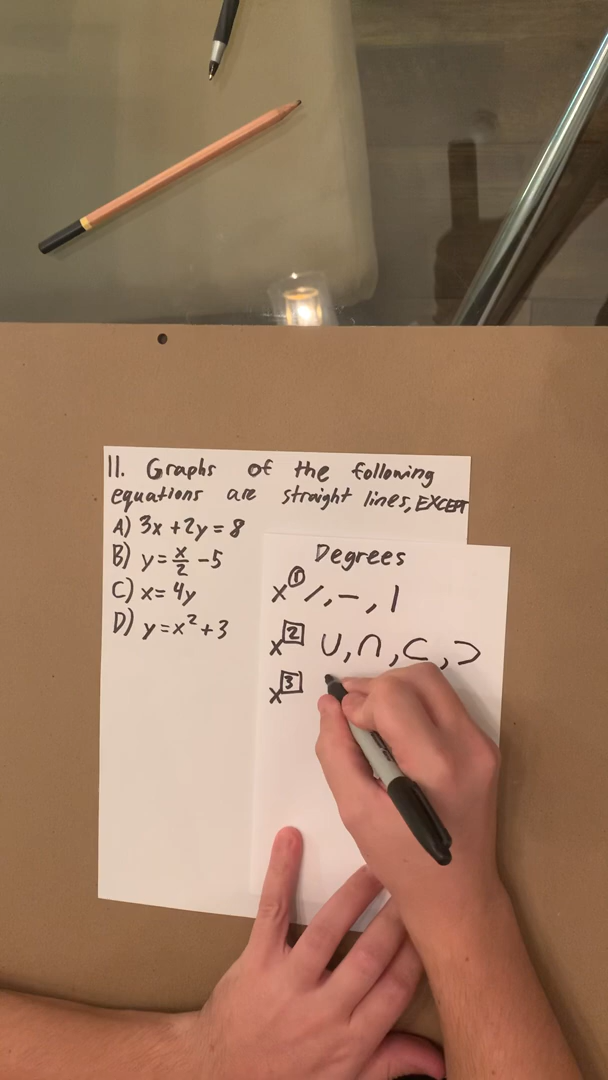 11. Graphs of the following
equations are straight lines, EXCEPT
A) 3x + 2y = 8
B) y = x/2 - 5
C) x = 4y
D) y = x² + 3
Degrees
x¹ /, -, |
x² ∪, ∩, ⊂, ⊃
x³